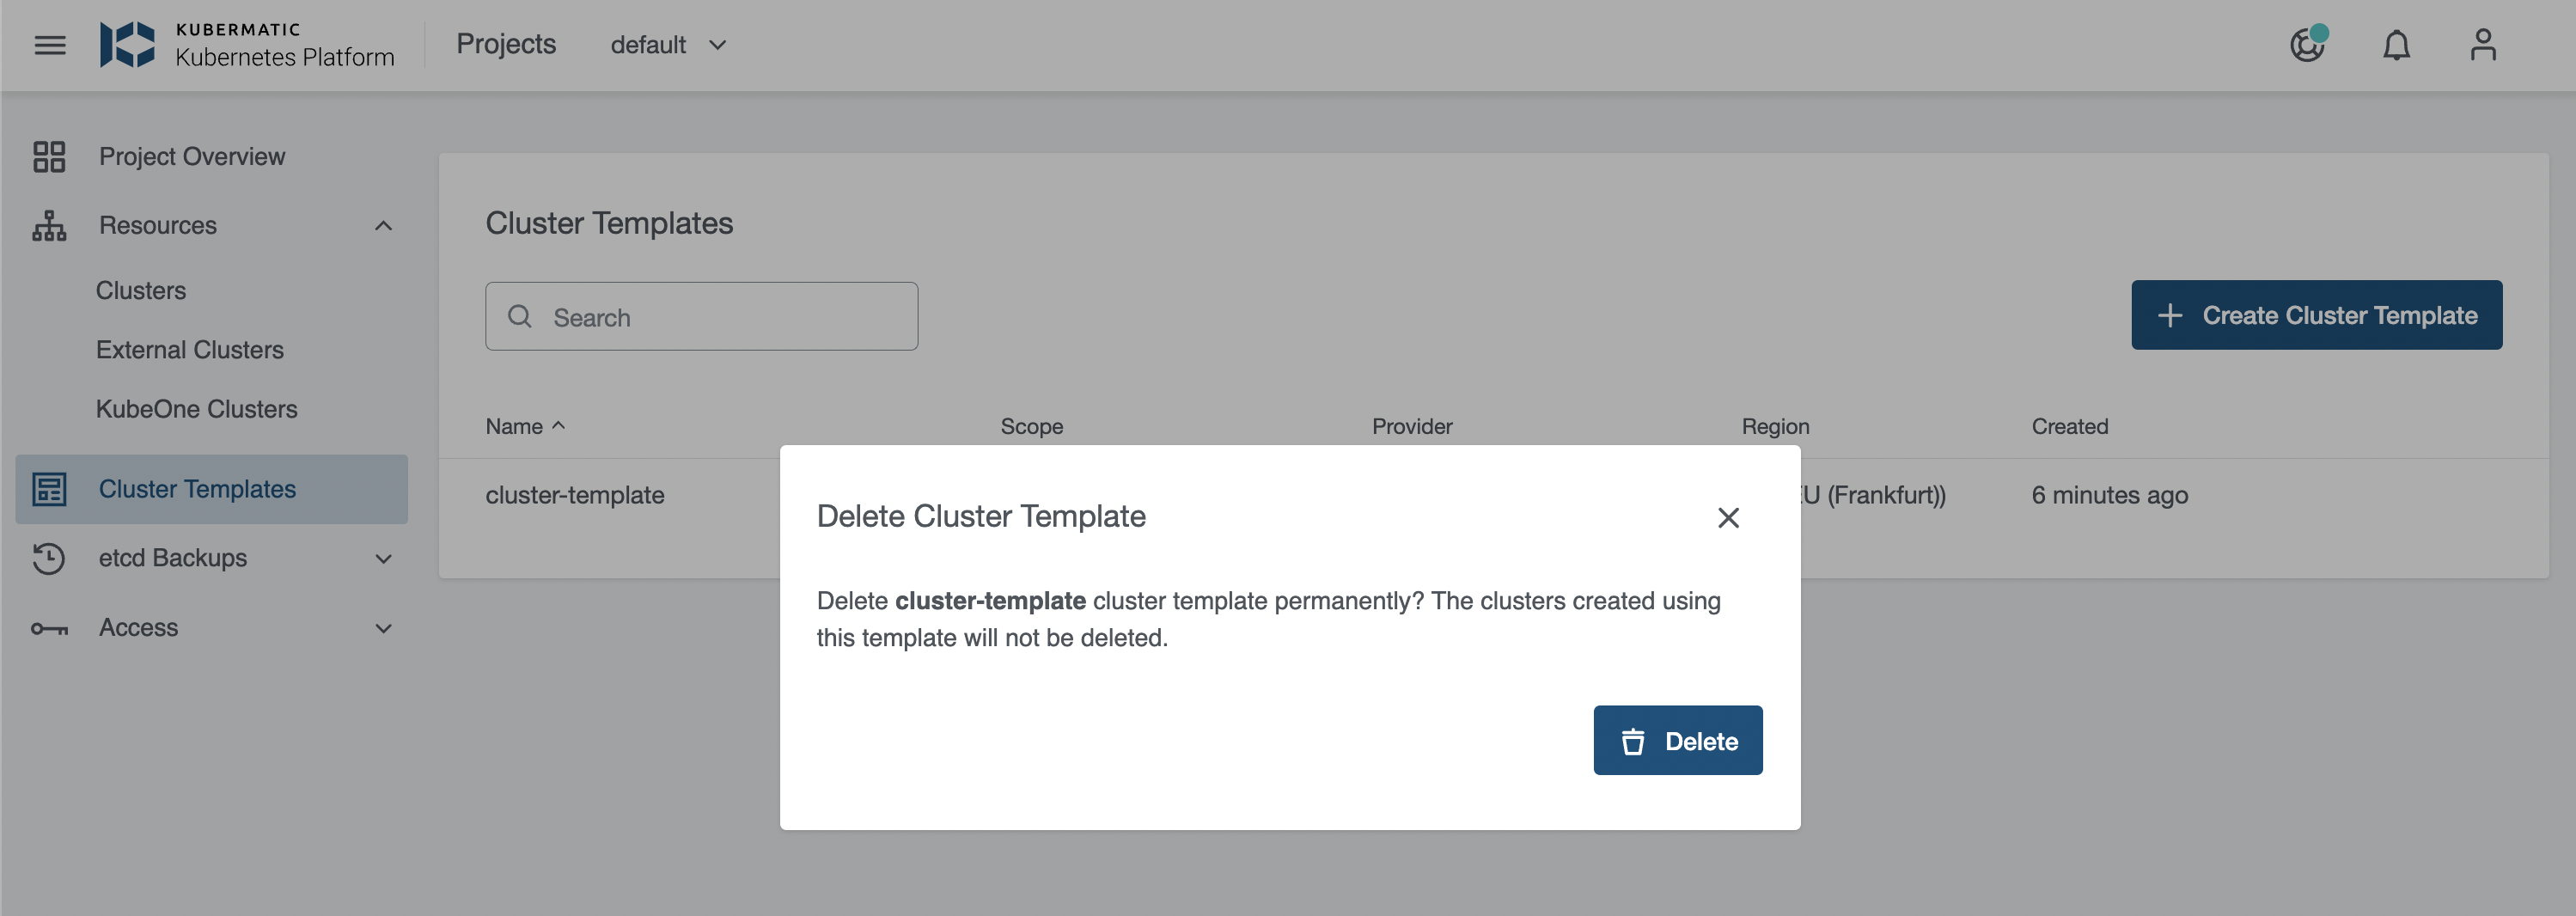 KUBERMATIC
Kubernetes Platform
Projects
default
Project Overview
Resources
Clusters
External Clusters
KubeOne Clusters
Cluster Templates
etcd Backups
Access
Cluster Templates
Search
Create Cluster Template
Name Scope Provider Region Created
cluster-template (Frankfurt)) 6 minutes ago
Delete Cluster Template
Delete cluster-template cluster template permanently? The clusters created using
this template will not be deleted.
Delete